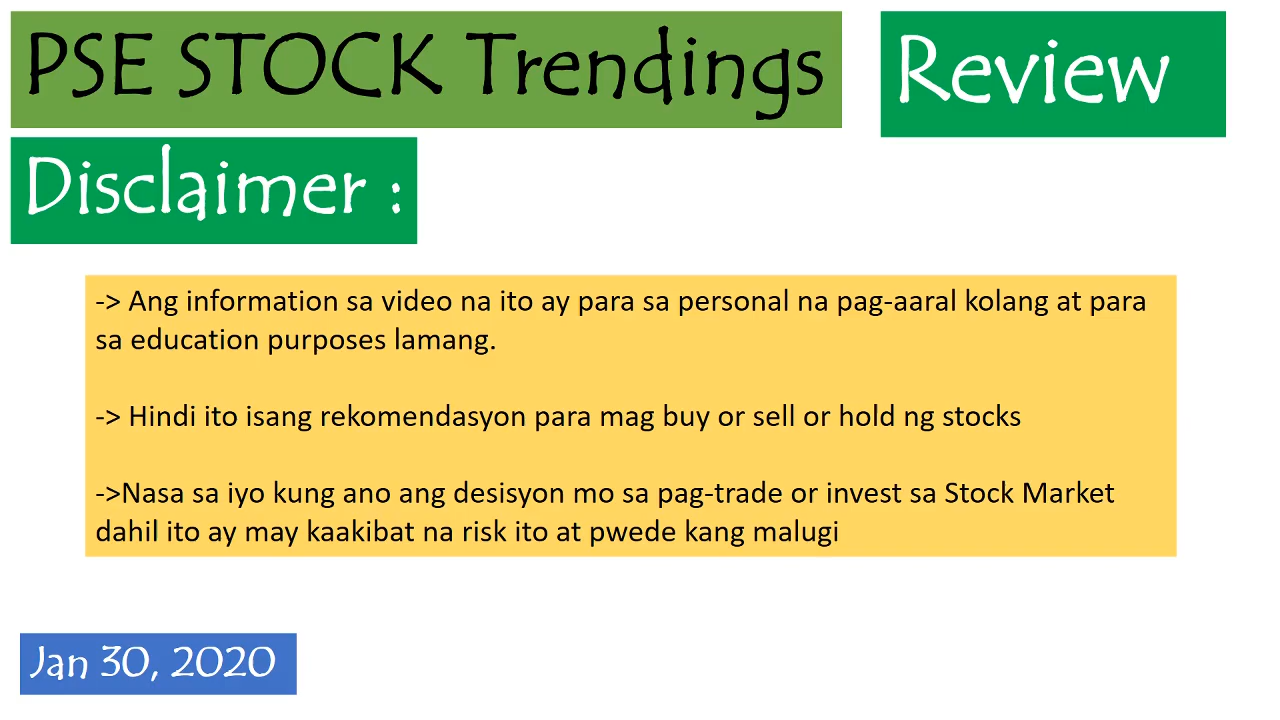 PSE STOCK Trendings
Review
Disclaimer :
-> Ang information sa video na ito ay para sa personal na pag-aaral kolang at para
sa education purposes lamang.
-> Hindi ito isang rekomendasyon para mag buy or sell or hold ng stocks
->Nasa sa iyo kung ano ang desisyon mo sa pag-trade or invest sa Stock Market
dahil ito ay may kaakibat na risk ito at pwede kang malugi
Jan 30, 2020